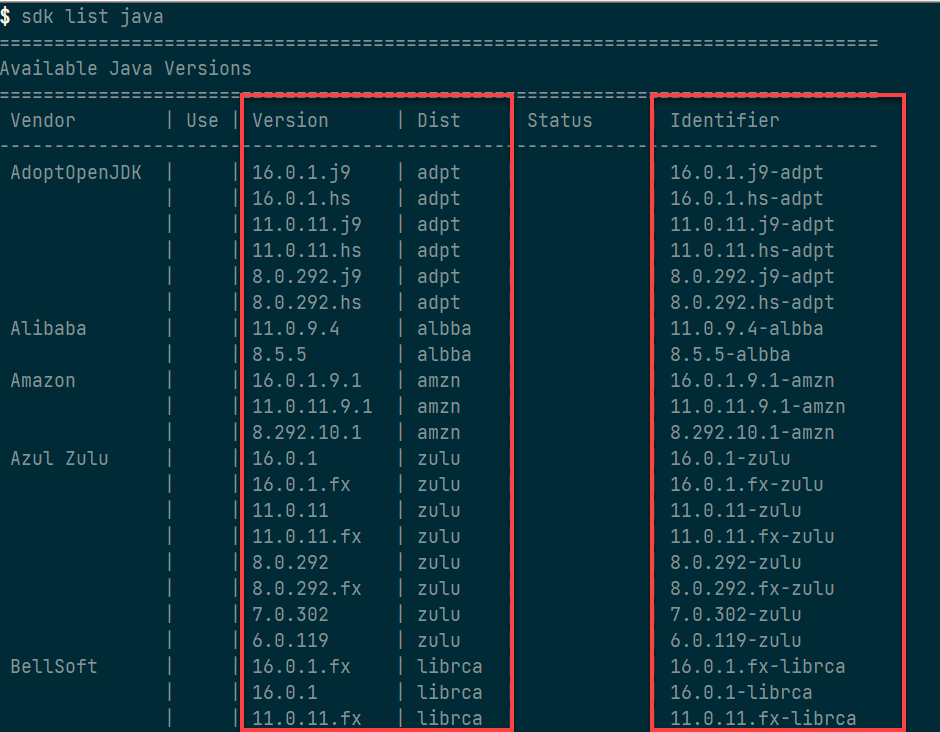 $ sdk list java
================================================================================
Available Java Versions
================================================================================
Vendor | Use | Version | Dist | Status | Identifier
--------------------------------------------------------------------------------
AdoptOpenJDK | | 16.0.1.j9 | adpt | | 16.0.1.j9-adpt
| | 16.0.1.hs | adpt | | 16.0.1.hs-adpt
| | 11.0.11.j9 | adpt | | 11.0.11.j9-adpt
| | 11.0.11.hs | adpt | | 11.0.11.hs-adpt
| | 8.0.292.j9 | adpt | | 8.0.292.j9-adpt
| | 8.0.292.hs | adpt | | 8.0.292.hs-adpt
Alibaba | | 11.0.9.4 | albba | | 11.0.9.4-albba
| | 8.5.5 | albba | | 8.5.5-albba
Amazon | | 16.0.1.9.1 | amzn | | 16.0.1.9.1-amzn
| | 11.0.11.9.1 | amzn | | 11.0.11.9.1-amzn
| | 8.292.10.1 | amzn | | 8.292.10.1-amzn
Azul Zulu | | 16.0.1 | zulu | | 16.0.1-zulu
| | 16.0.1.fx | zulu | | 16.0.1.fx-zulu
| | 11.0.11 | zulu | | 11.0.11-zulu
| | 11.0.11.fx | zulu | | 11.0.11.fx-zulu
| | 8.0.292 | zulu | | 8.0.292-zulu
| | 8.0.292.fx | zulu | | 8.0.292.fx-zulu
| | 7.0.302 | zulu | | 7.0.302-zulu
| | 6.0.119 | zulu | | 6.0.119-zulu
BellSoft | | 16.0.1.fx | librca | | 16.0.1.fx-librca
| | 16.0.1 | librca | | 16.0.1-librca
| | 11.0.11.fx | librca | | 11.0.11.fx-librca